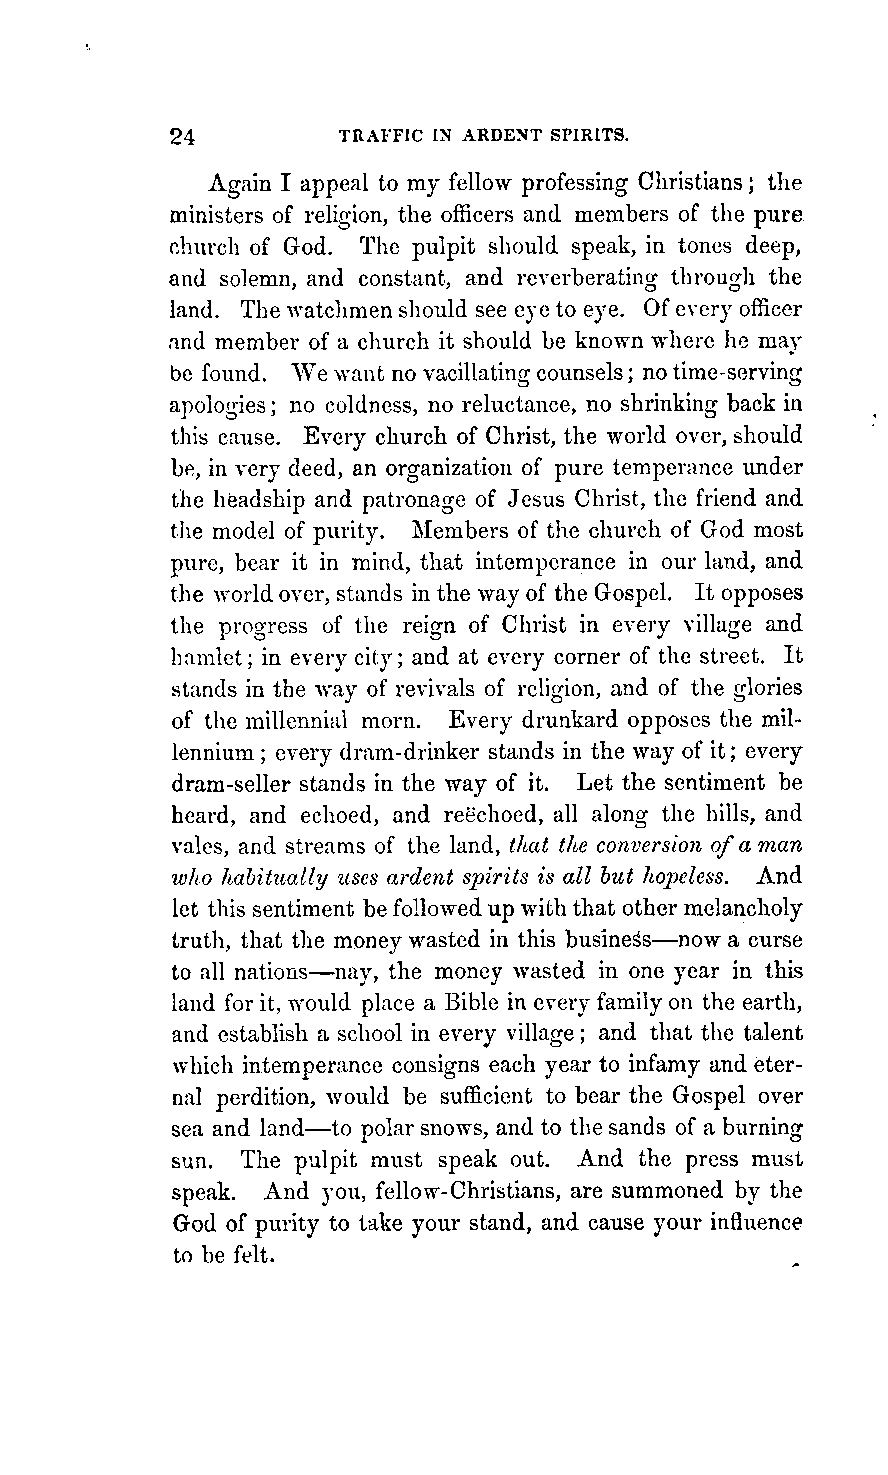 24 TRAFFIC IN ARDENT SPIRITS.
Again I appeal to my fellow professing Christians; the
ministers of religion, the officers and members of the pure
church of God. The pulpit should speak, in tones deep,
and solemn, and constant, and reverberating through the
land. The watchmen should see eye to eye. Of every officer
and member of a church it should be known where he may
be found. We want no vacillating counsels; no time-serving
apologies; no coldness, no reluctance, no shrinking back in
this cause. Every church of Christ, the world over, should
be, in very deed, an organization of pure temperance under
the headship and patronage of Jesus Christ, the friend and
the model of purity. Members of the church of God most
pure, bear it in mind, that intemperance in our land, and
the world over, stands in the way of the Gospel. It opposes
the progress of the reign of Christ in every village and
hamlet; in every city; and at every corner of the street. It
stands in the way of revivals of religion, and of the glories
of the millennial morn. Every drunkard opposes the mil-
lennium; every dram-drinker stands in the way of it; every
dram-seller stands in the way of it. Let the sentiment be
heard, and echoed, and reëchoed, all along the hills, and
vales, and streams of the land, that the conversion of a man
who habitually uses ardent spirits is all but hopeless. And
let this sentiment be followed up with that other melancholy
truth, that the money wasted in this business—now a curse
to all nations—nay, the money wasted in one year in this
land for it, would place a Bible in every family on the earth,
and establish a school in every village; and that the talent
which intemperance consigns each year to infamy and eter-
nal perdition, would be sufficient to bear the Gospel over
sea and land—to polar snows, and to the sands of a burning
sun. The pulpit must speak out. And the press must
speak. And you, fellow-Christians, are summoned by the
God of purity to take your stand, and cause your influence
to be felt.